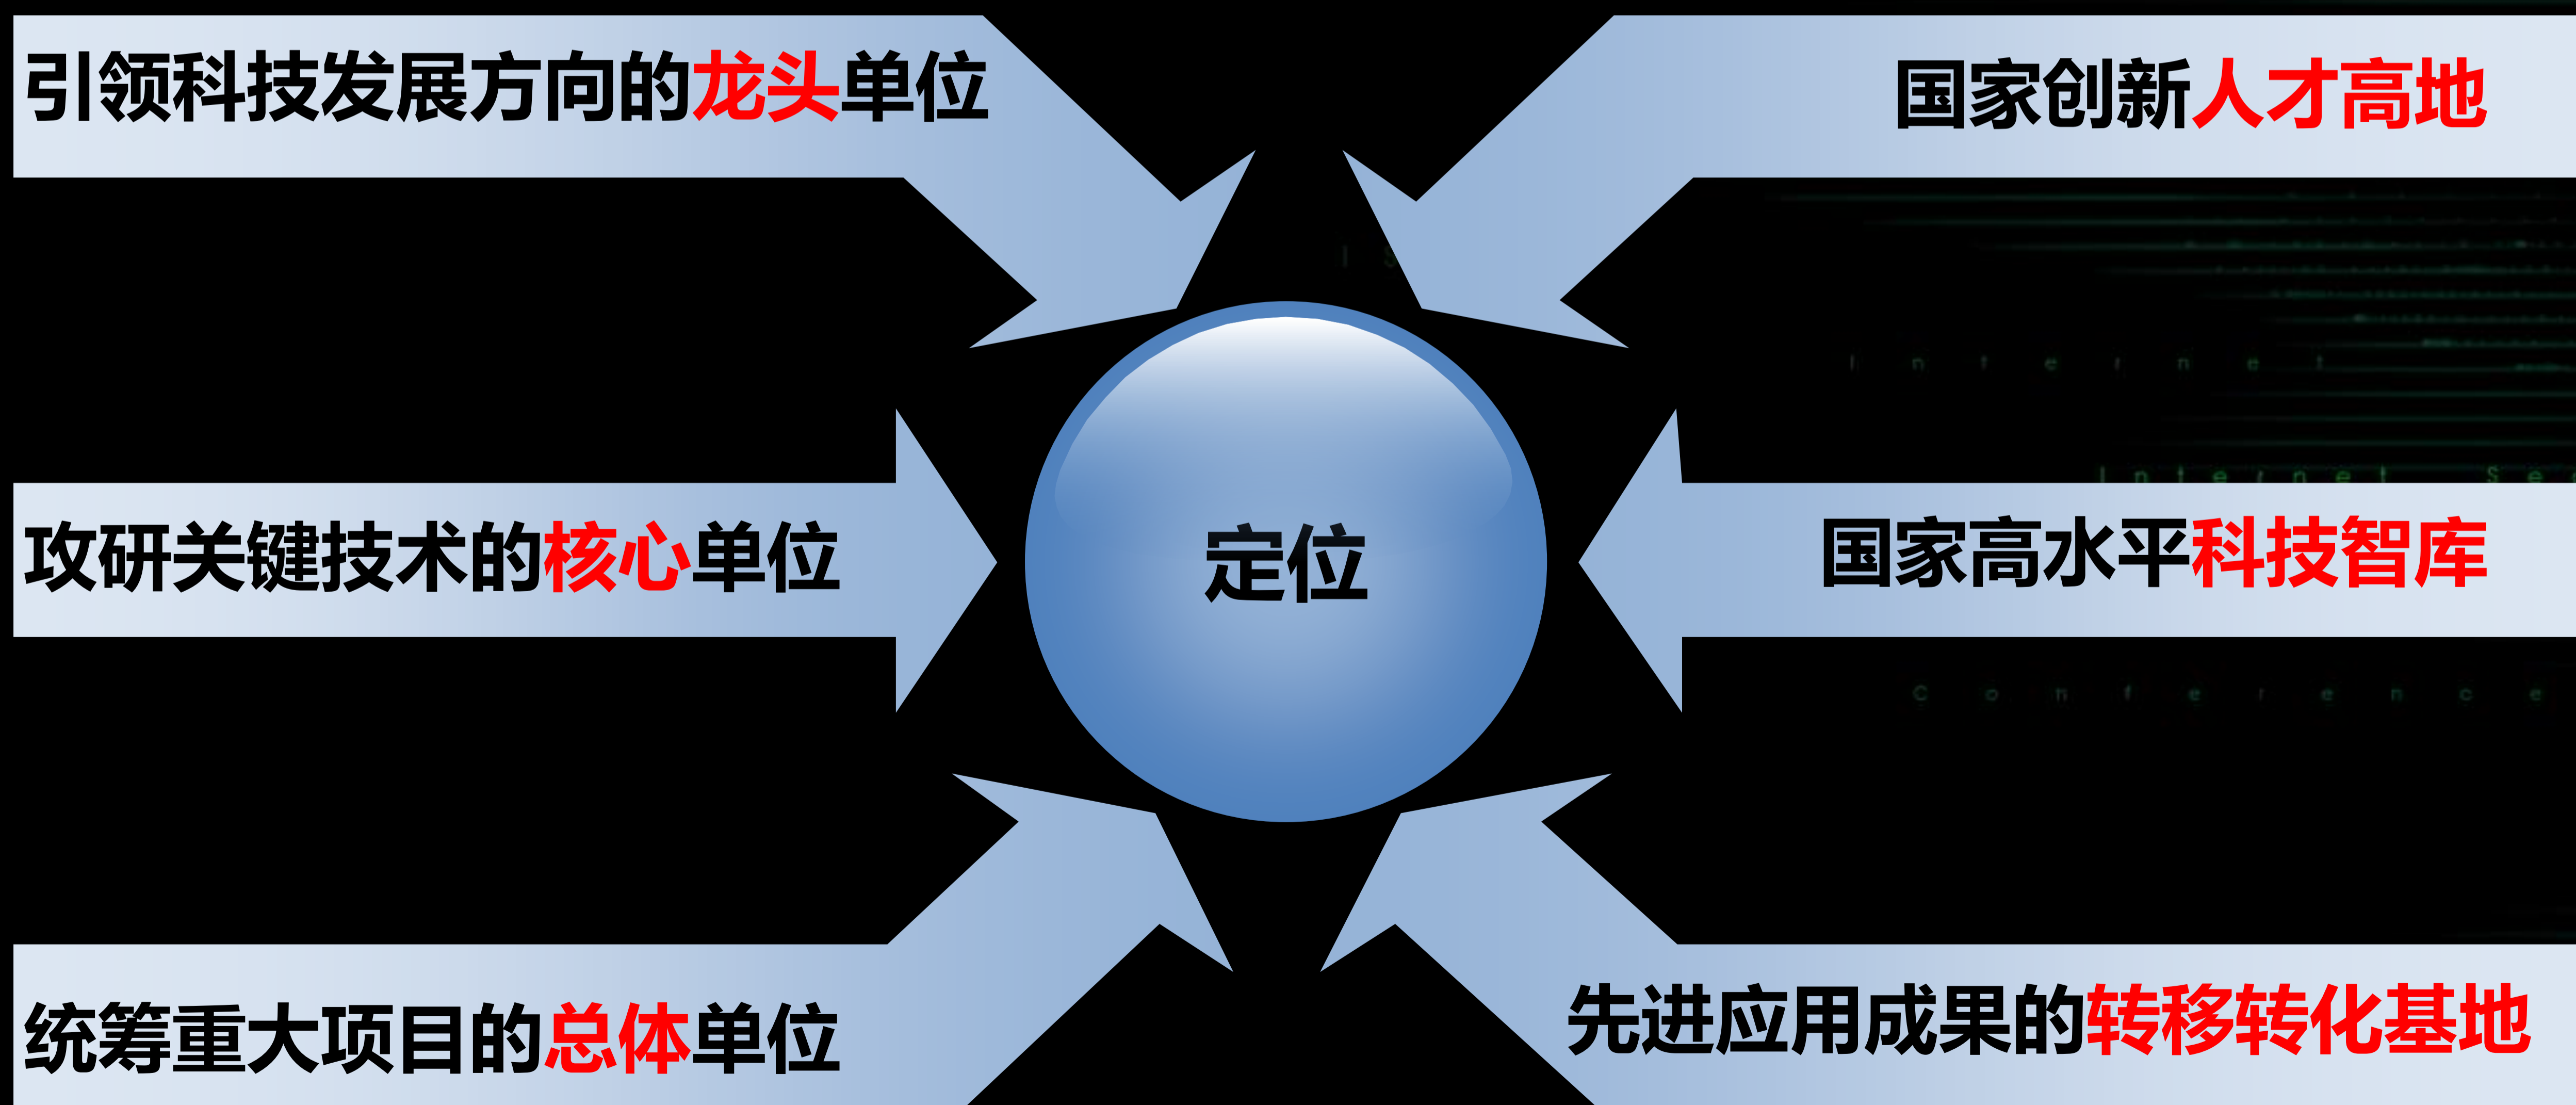 引领科技发展方向的龙头单位
国家创新人才高地
I n t e r n e t
I n t e r n e t S e
攻研关键技术的核心单位
定位
国家高水平科技智库
C o n f e r e n c e
统筹重大项目的总体单位
先进应用成果的转移转化基地